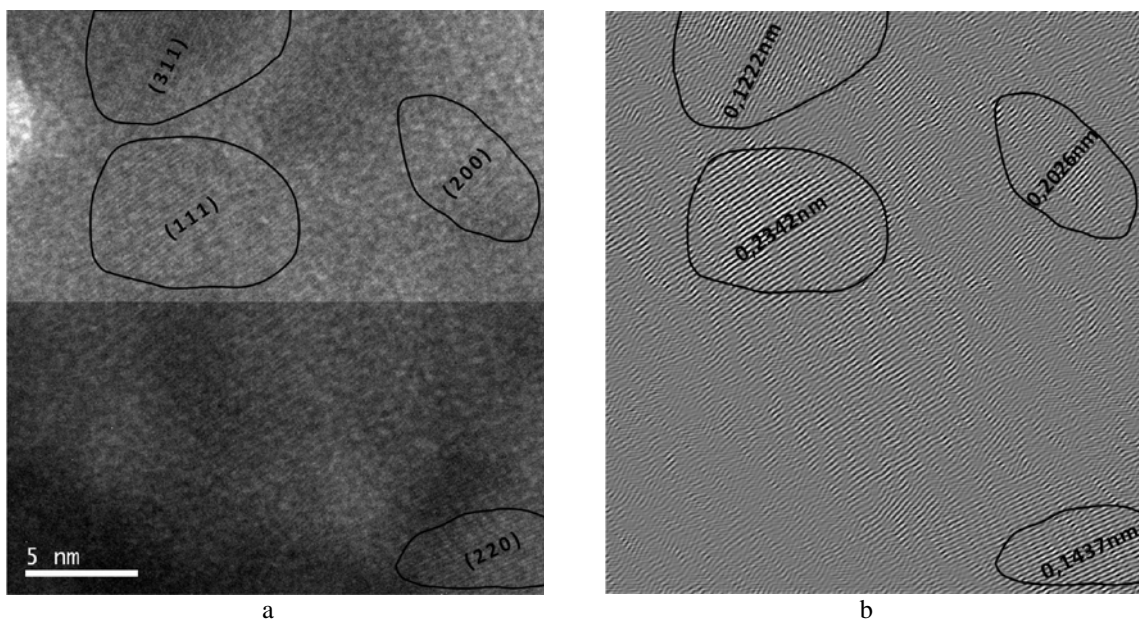 (311)
(111)
(200)
(220)
5 nm
a
0,1222nm
0,2342nm
0,2026nm
0,1437nm
b